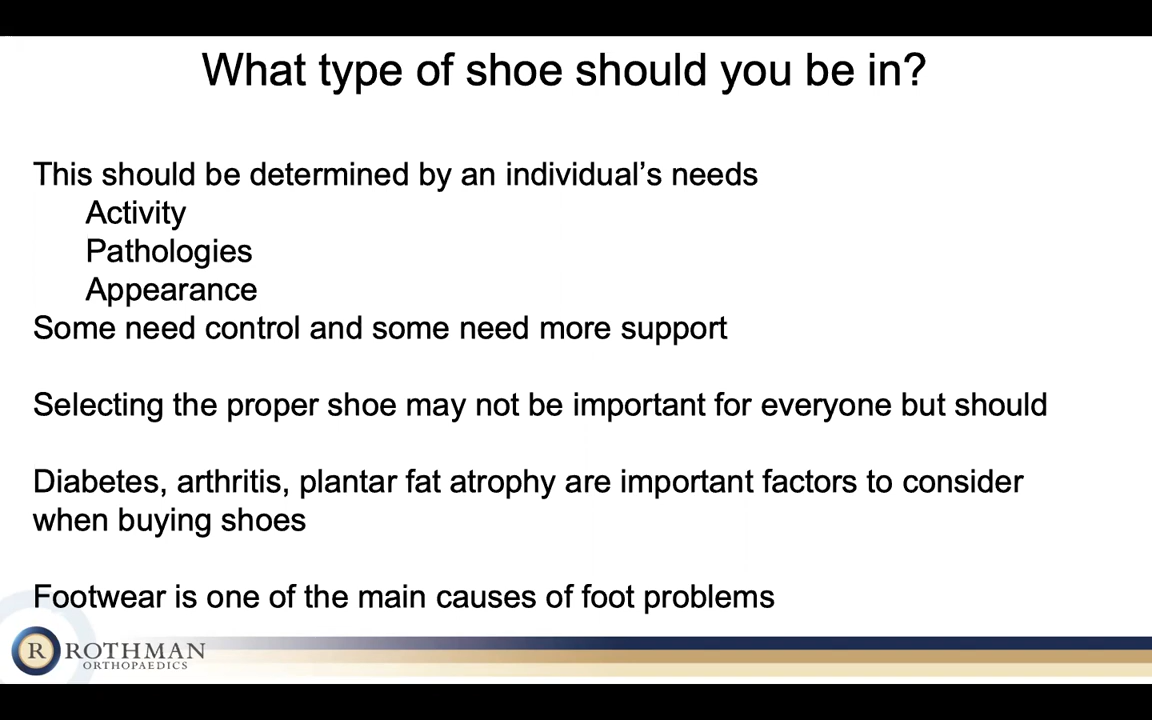 What type of shoe should you be in?
This should be determined by an individual’s needs
Activity
Pathologies
Appearance
Some need control and some need more support
Selecting the proper shoe may not be important for everyone but should
Diabetes, arthritis, plantar fat atrophy are important factors to consider
when buying shoes
Footwear is one of the main causes of foot problems
R ROTHMAN
ORTHOPAEDICS